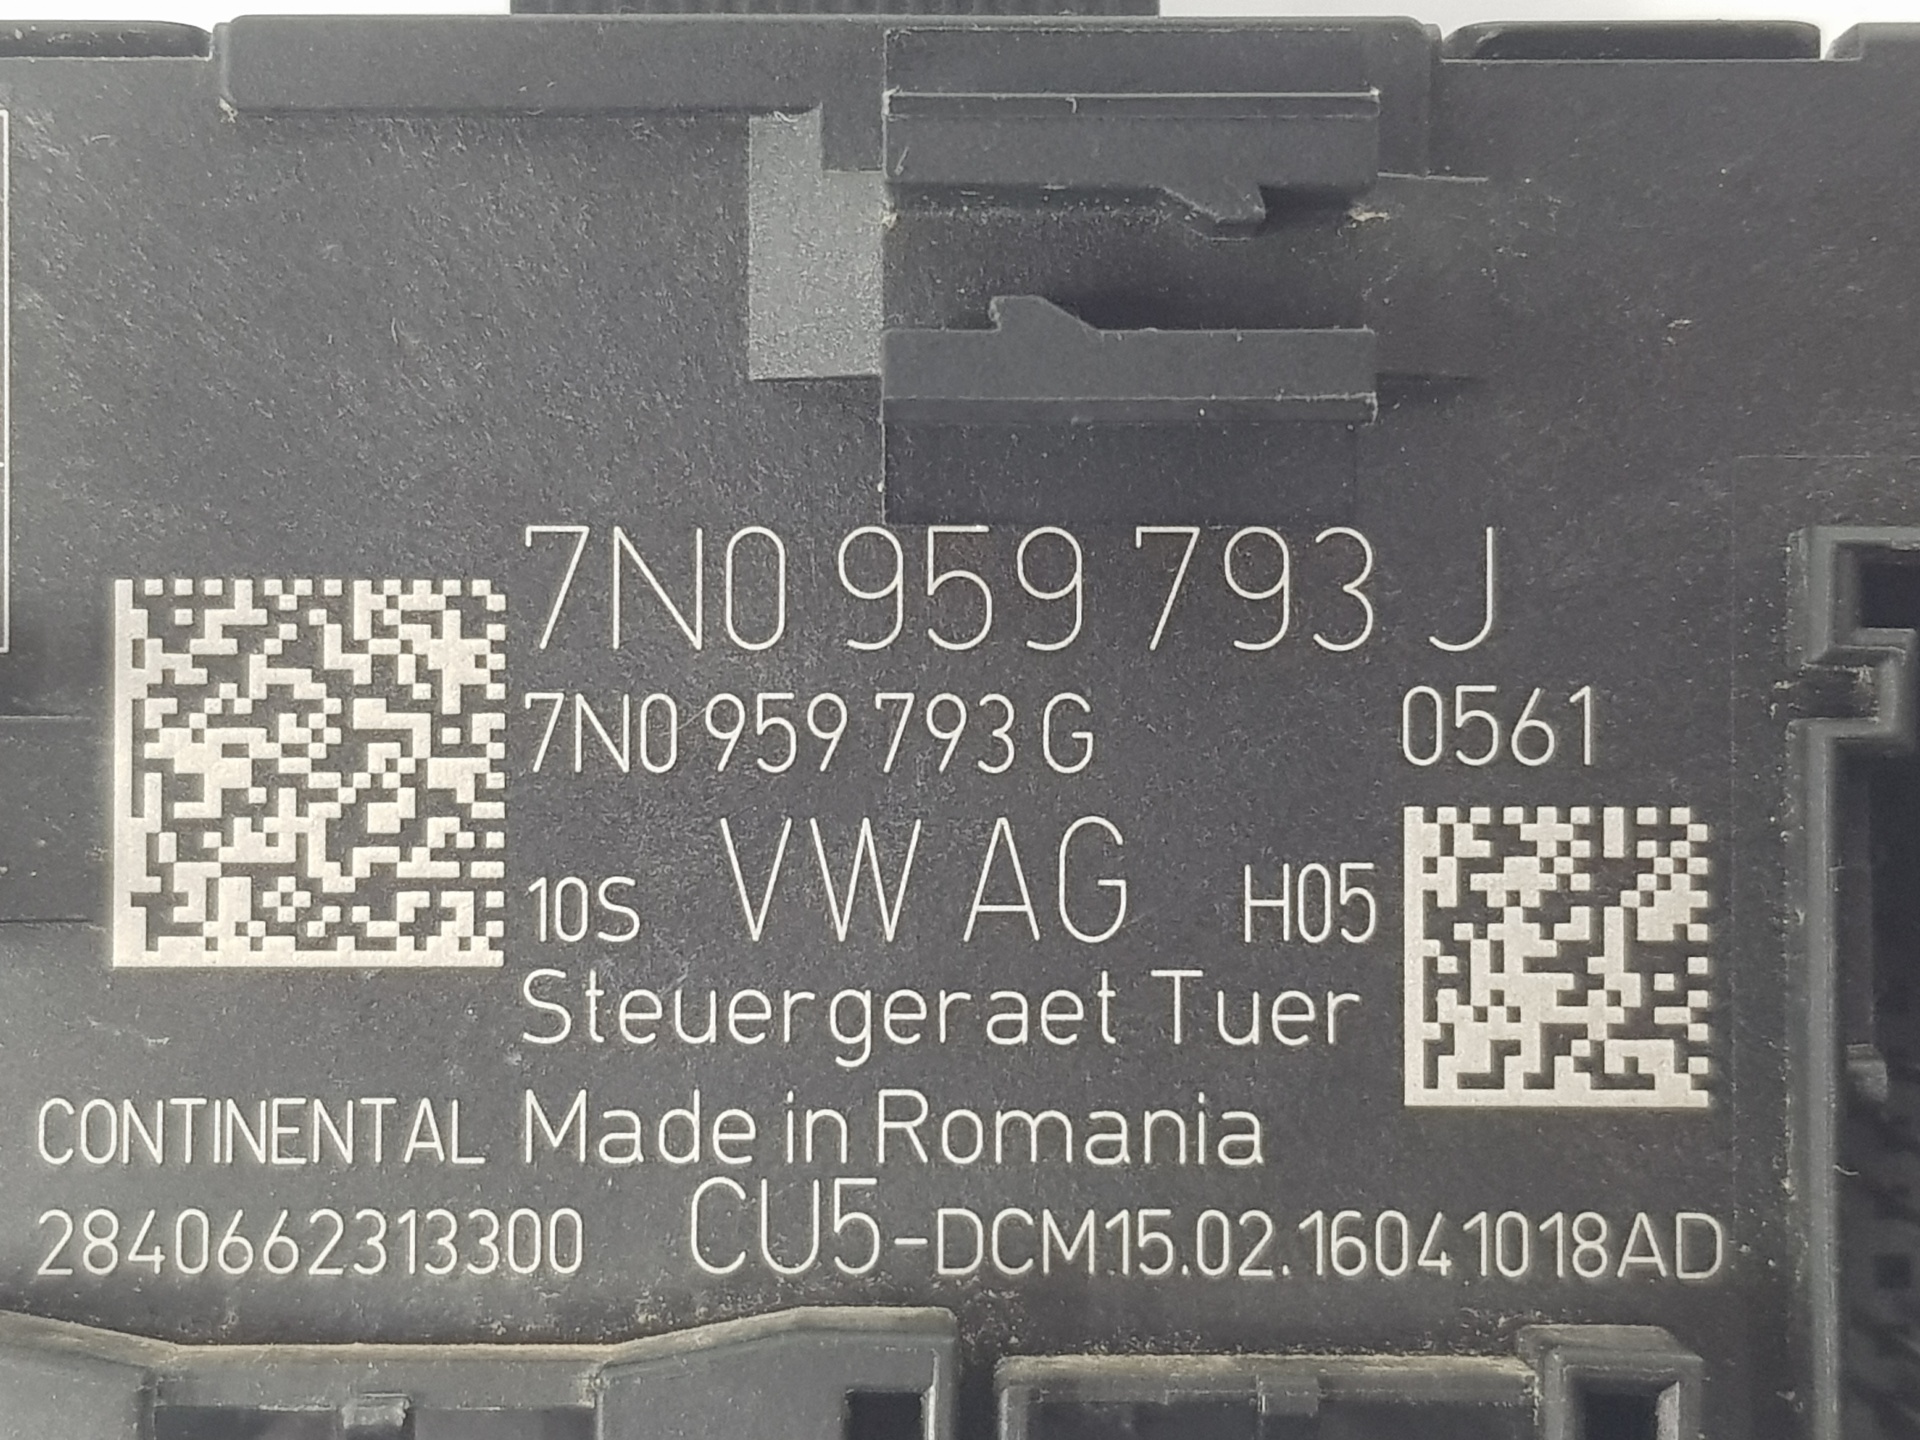 7N0 959 793 J
7N0 959 793 G 0561
10S VW AG H05
Steuergeraet Tuer
CONTINENTAL Made in Romania
2840662313300 CU5-DCM15.02.16041018AD